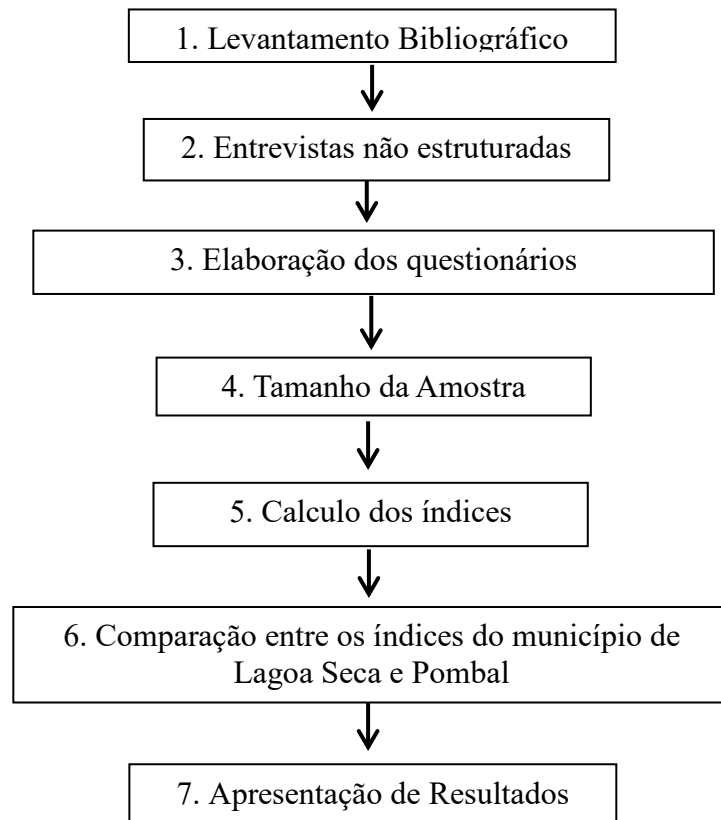 1. Levantamento Bibliográfico
2. Entrevistas não estruturadas
3. Elaboração dos questionários
4. Tamanho da Amostra
5. Calculo dos índices
6. Comparação entre os índices do município de
Lagoa Seca e Pombal
7. Apresentação de Resultados